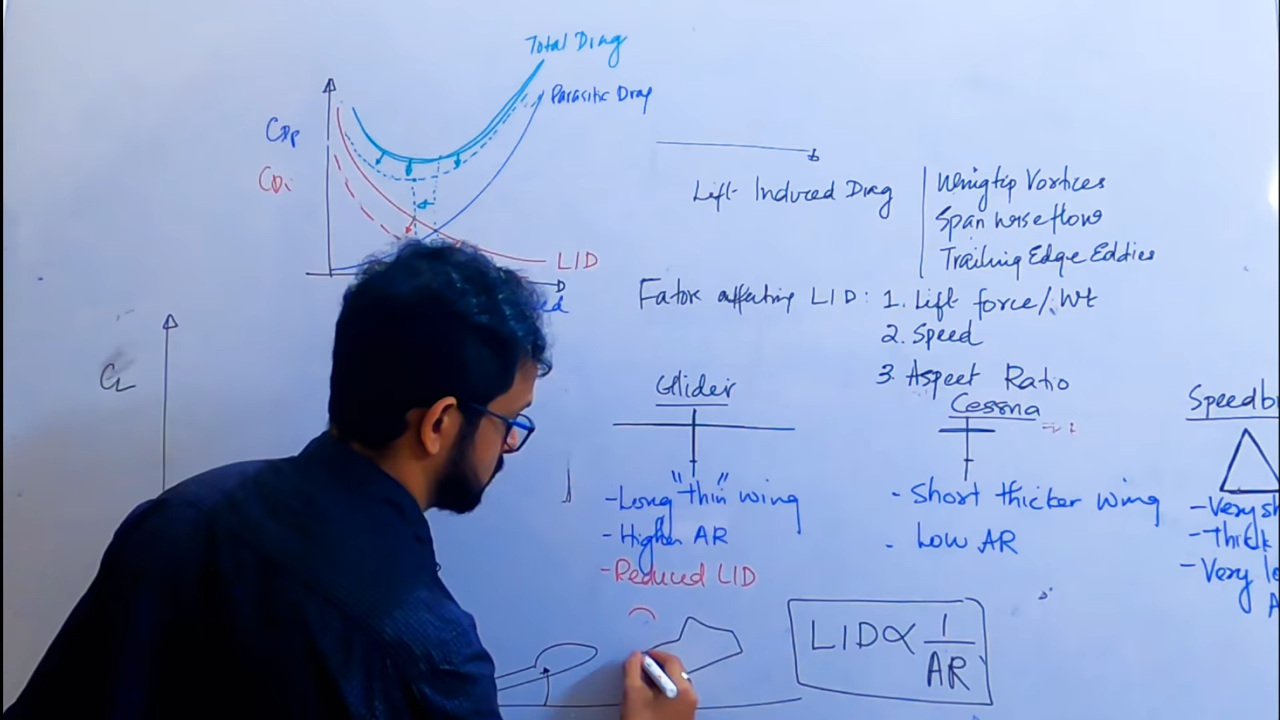 Total Drag
Parasitic Drag
CDp
CDi
LID
Lift Induced Drag
Wingtip Vortices
Span wise flow
Trailing Edge Eddies
Fators affecting LID: 1. Lift force/. Wt
2. Speed
3. Aspect Ratio
CL
Glider
- Long "thin" wing
- Higher AR
- Reduced LID
Cessna
- Short thicker wing
- Low AR
Speedb
- Very sh
- Thick
- Very lo
A
LID ∝ 1
AR